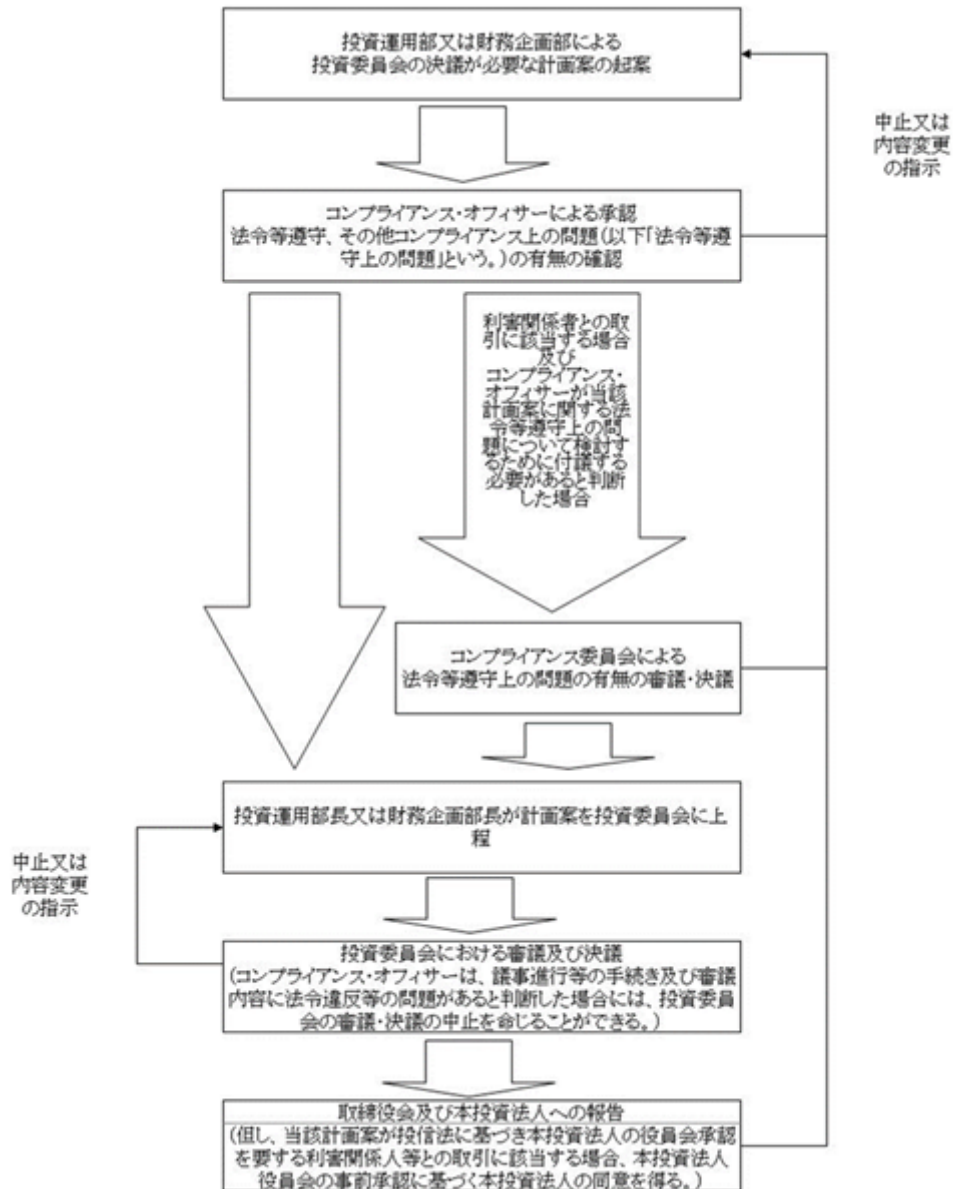 投資運用部又は財務企画部による
投資委員会の決議が必要な計画案の起案
中止又は
内容変更
の指示
コンプライアンス・オフィサーによる承認
法令等遵守、その他コンプライアンス上の問題(以下「法令等遵
守上の問題」という。)の有無の確認
利害関係者との取
引に該当する場合
及び
コンプライアンス・
オフィサーが当該
計画案に関する法
令等遵守上の問
題について検討す
るために付議する
必要があると判断
した場合
コンプライアンス委員会による
法令等遵守上の問題の有無の審議・決議
投資運用部長又は財務企画部長が計画案を投資委員会に上
程
中止又は
内容変更
の指示
投資委員会における審議及び決議
(コンプライアンス・オフィサーは、議事進行等の手続き及び審議
内容に法令違反等の問題があると判断した場合には、投資委員
会の審議・決議の中止を命じることができる。)
取締役会及び本投資法人への報告
(但し、当該計画案が投信法に基づき本投資法人の役員会承認
を要する利害関係人等との取引に該当する場合、本投資法人
役員会の事前承認に基づく本投資法人の同意を得る。)